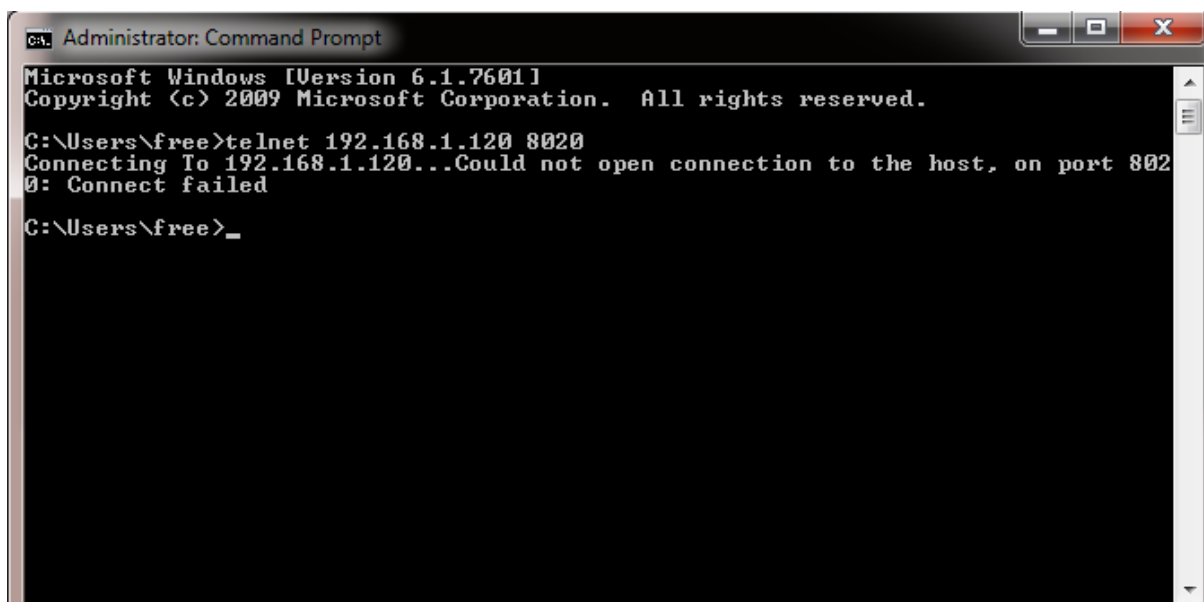 Administrator: Command Prompt
Microsoft Windows [Version 6.1.7601]
Copyright (c) 2009 Microsoft Corporation.  All rights reserved.
C:\Users\free>telnet 192.168.1.120 8020
Connecting To 192.168.1.120...Could not open connection to the host, on port 802
0: Connect failed
C:\Users\free>_